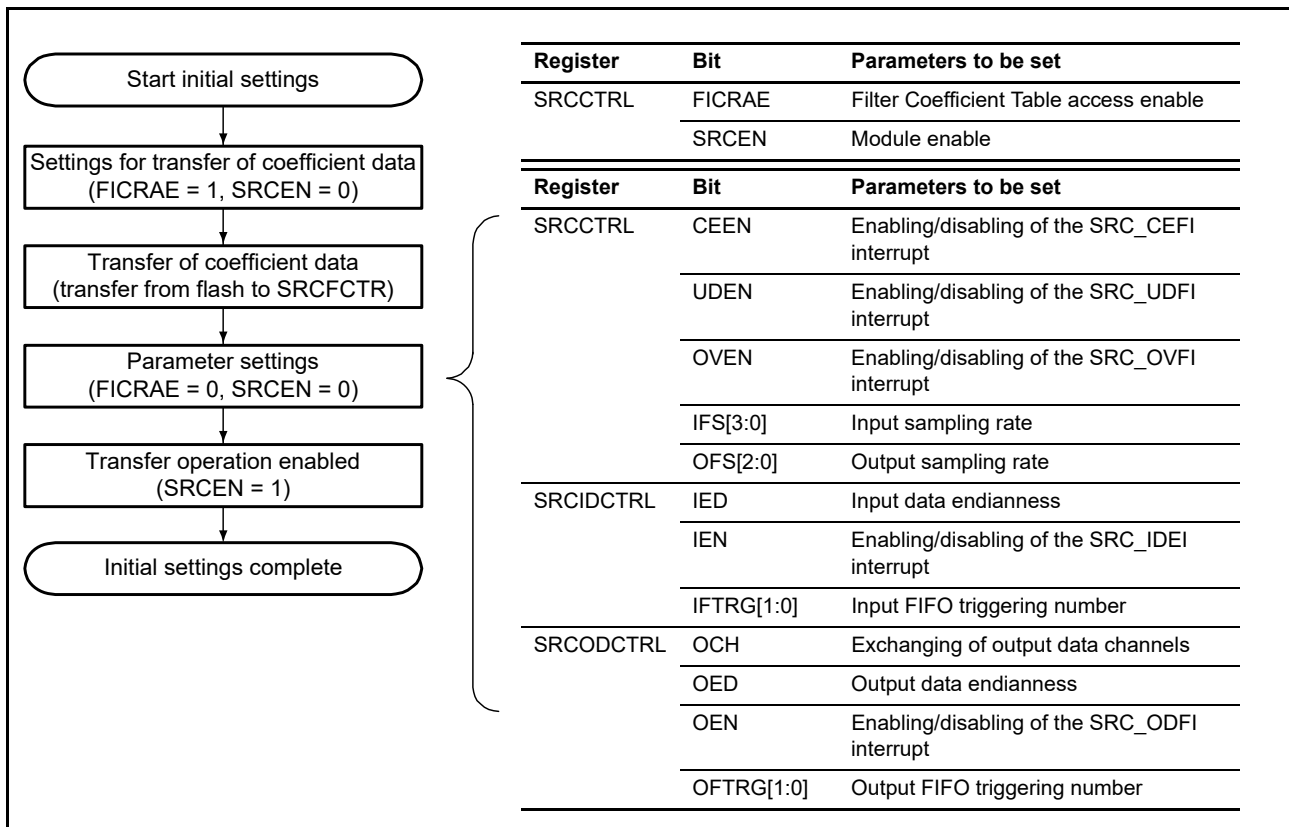 Start initial settings
Settings for transfer of coefficient data
(FICRAE = 1, SRCEN = 0)
Transfer of coefficient data
(transfer from flash to SRCFCTR)
Parameter settings
(FICRAE = 0, SRCEN = 0)
Transfer operation enabled
(SRCEN = 1)
Initial settings complete
Register Bit Parameters to be set
SRCCTRL FICRAE Filter Coefficient Table access enable
SRCEN Module enable
Register Bit Parameters to be set
SRCCTRL CEEN Enabling/disabling of the SRC_CEFI
interrupt
UDEN Enabling/disabling of the SRC_UDFI
interrupt
OVEN Enabling/disabling of the SRC_OVFI
interrupt
IFS[3:0] Input sampling rate
OFS[2:0] Output sampling rate
SRCIDCTRL IED Input data endianness
IEN Enabling/disabling of the SRC_IDEI
interrupt
IFTRG[1:0] Input FIFO triggering number
SRCODCTRL OCH Exchanging of output data channels
OED Output data endianness
OEN Enabling/disabling of the SRC_ODFI
interrupt
OFTRG[1:0] Output FIFO triggering number